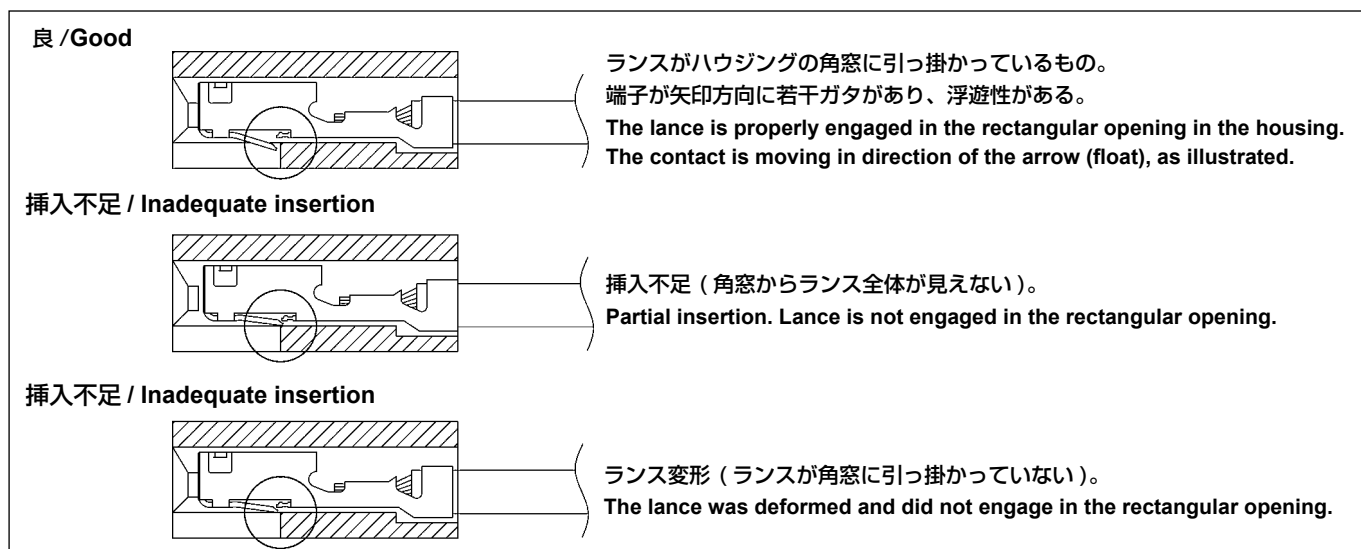 良 /Good
ランスがハウジングの角窓に引っ掛かっているもの。
端子が矢印方向に若干ガタがあり、浮遊性がある。
The lance is properly engaged in the rectangular opening in the housing.
The contact is moving in direction of the arrow (float), as illustrated.
挿入不足 / Inadequate insertion
挿入不足 ( 角窓からランス全体が見えない )。
Partial insertion. Lance is not engaged in the rectangular opening.
挿入不足 / Inadequate insertion
ランス変形 ( ランスが角窓に引っ掛かっていない )。
The lance was deformed and did not engage in the rectangular opening.